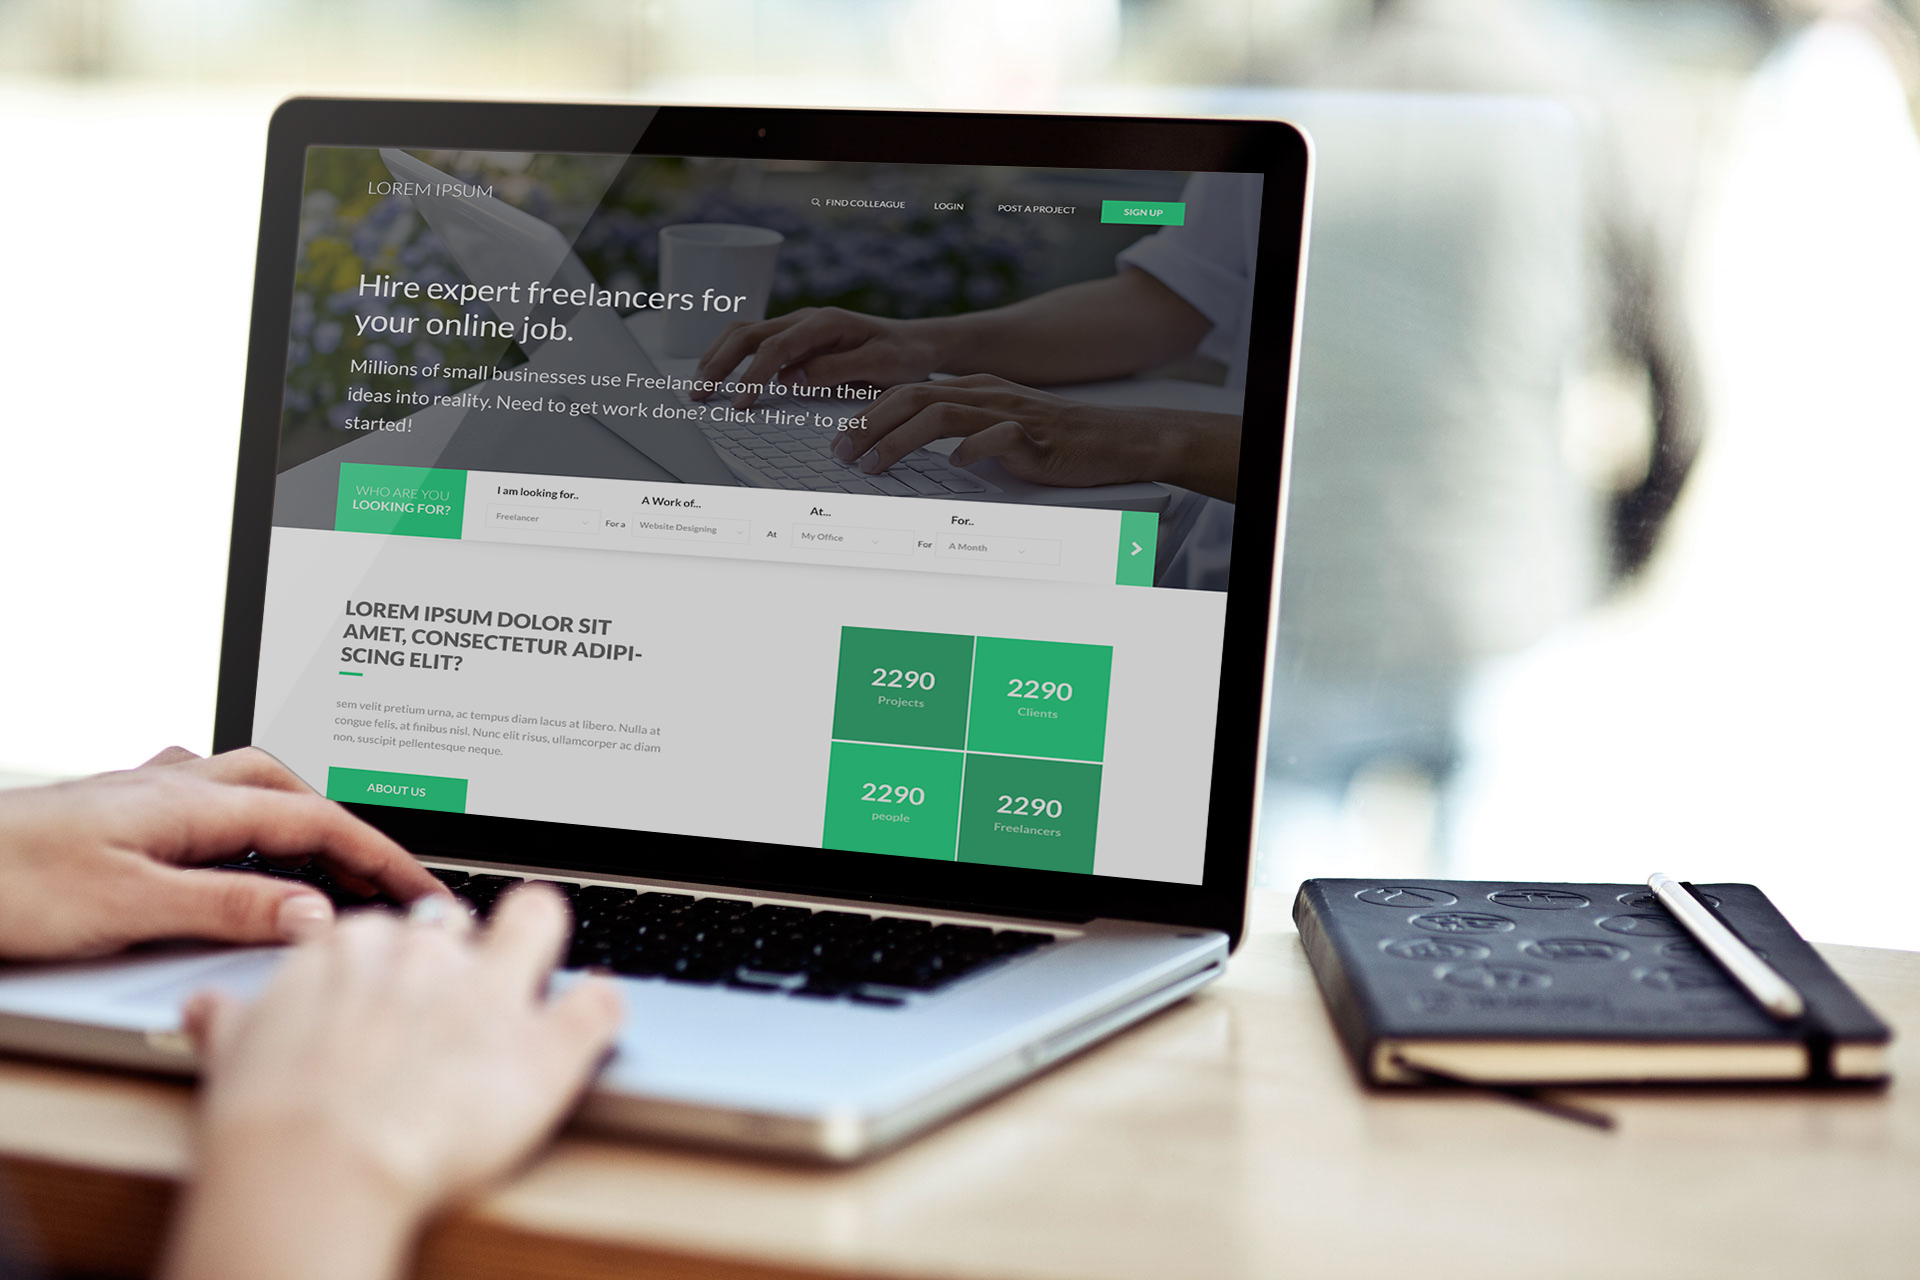 LOREM IPSUM
FIND COLLEAGUE
LOGIN
POST A PROJECT
SIGN UP
Hire expert freelancers for
your online job.
Millions of small businesses use Freelancer.com to turn their
ideas into reality. Need to get work done? Click 'Hire' to get
started!
WHO ARE YOU
LOOKING FOR?
I am looking for..
Freelancer
For a
A Work of...
Website Designing
At
At...
My Office
For
For..
A Month
LOREM IPSUM DOLOR SIT
AMET, CONSECTETUR ADIPI-
SCING ELIT?
sem velit pretium urna, ac tempus diam lacus at libero. Nulla at
congue felis, at finibus nisl. Nunc elit risus, ullamcorper ac diam
non, suscipit pellentesque neque.
ABOUT US
2290
Projects
2290
Clients
2290
people
2290
Freelancers